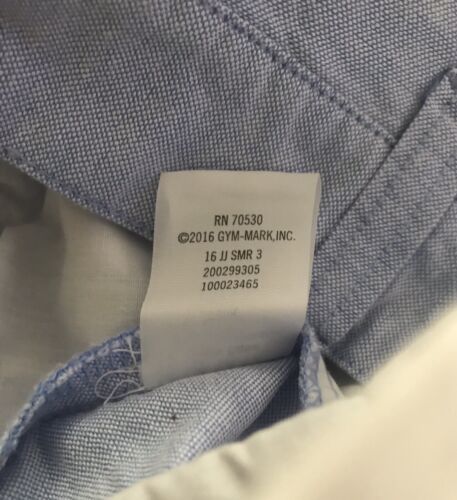 RN 70530
©2016 GYM-MARK,INC.
16 JJ SMR 3
200299305
100023465